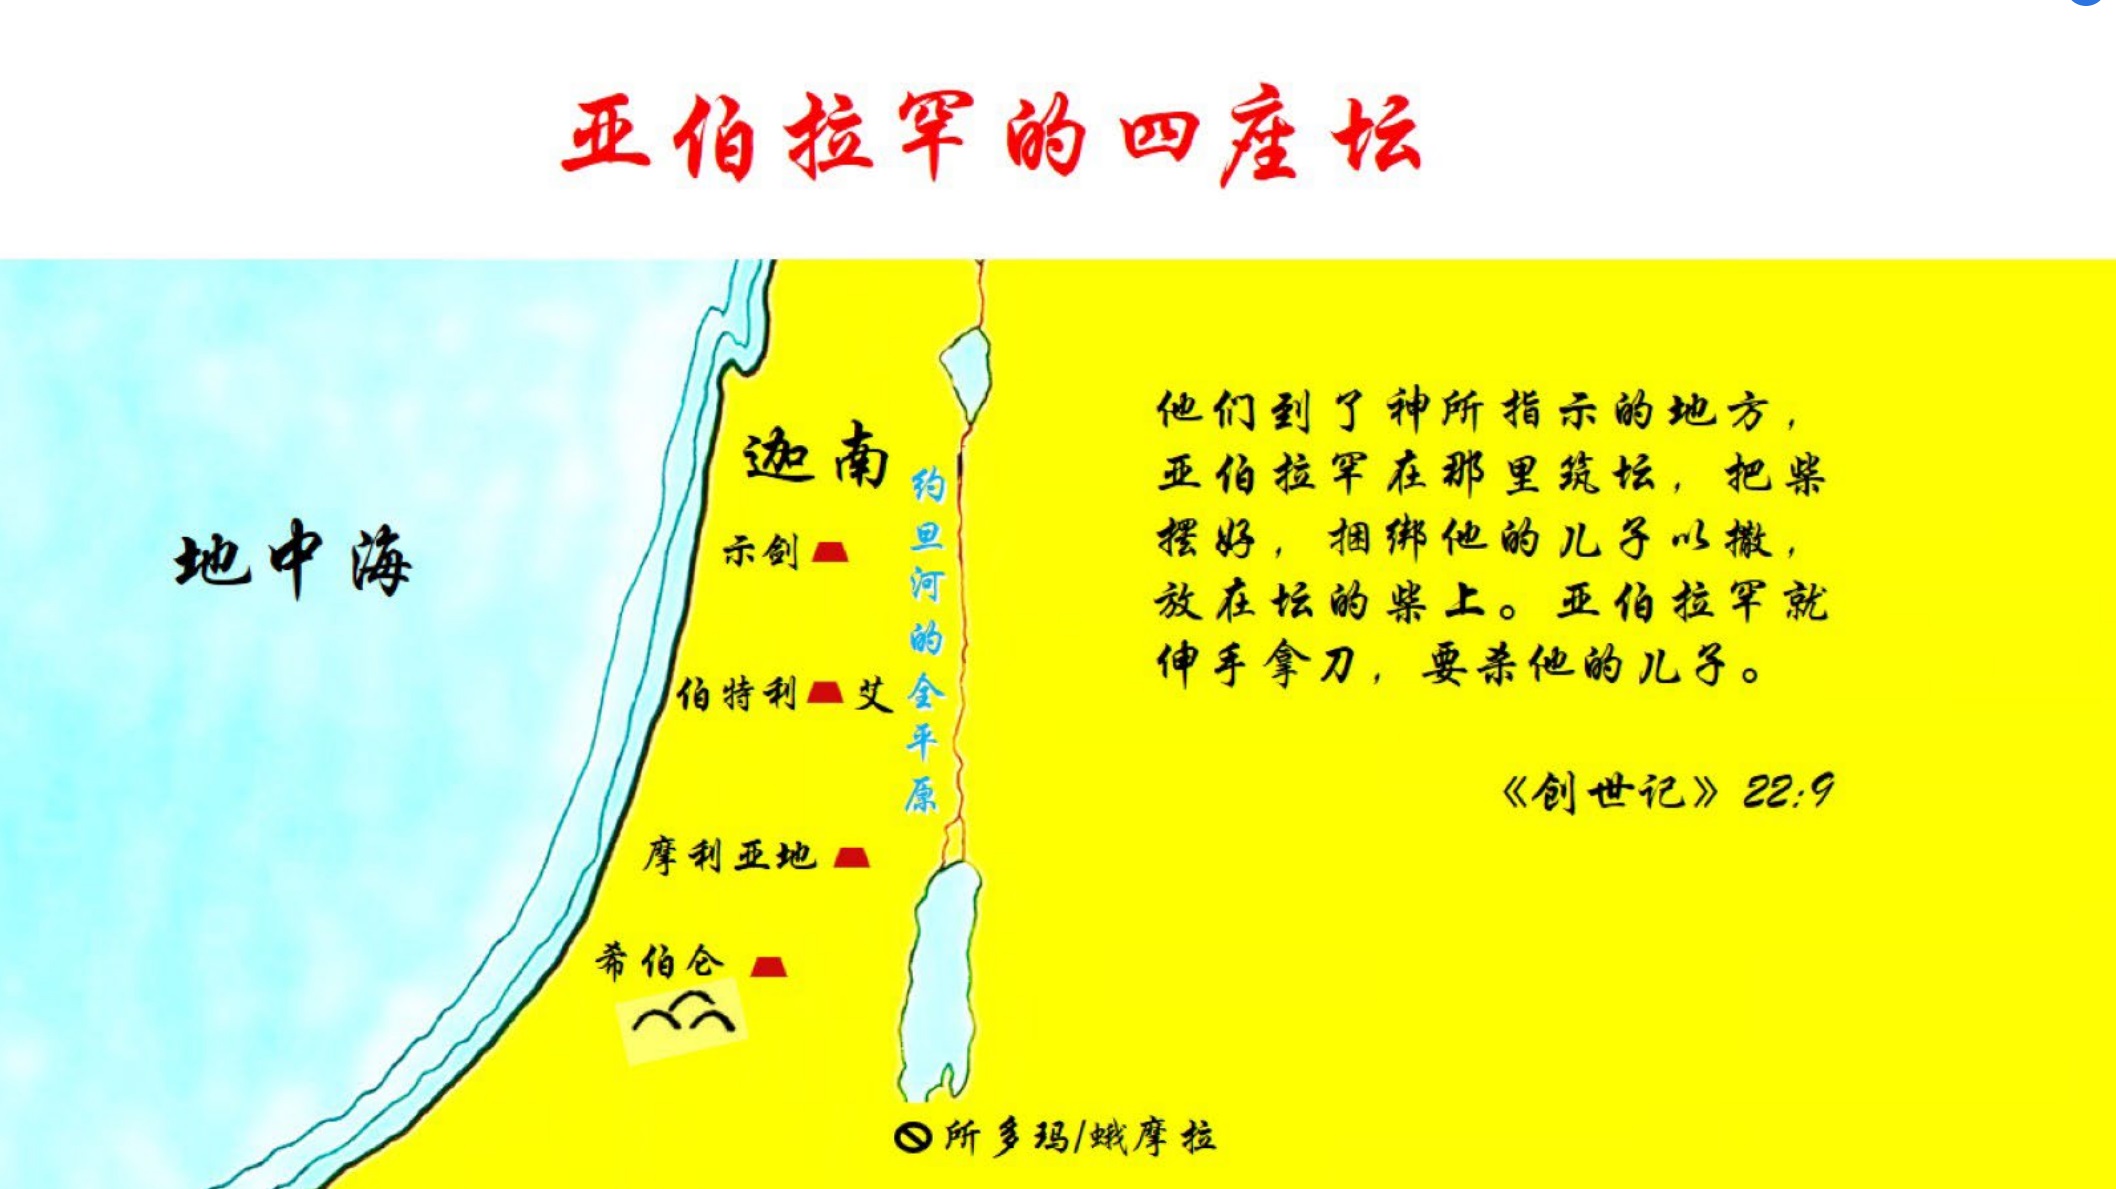 亚伯拉罕的四座坛
地中海
迦南
示剑
伯特利 艾
摩利亚地
希伯仑
约旦河的全平原
所多玛/蛾摩拉
他们到了神所指示的地方，
亚伯拉罕在那里筑坛，把柴
摆好，捆绑他的儿子以撒，
放在坛的柴上。亚伯拉罕就
伸手拿刀，要杀他的儿子。
《创世记》22:9